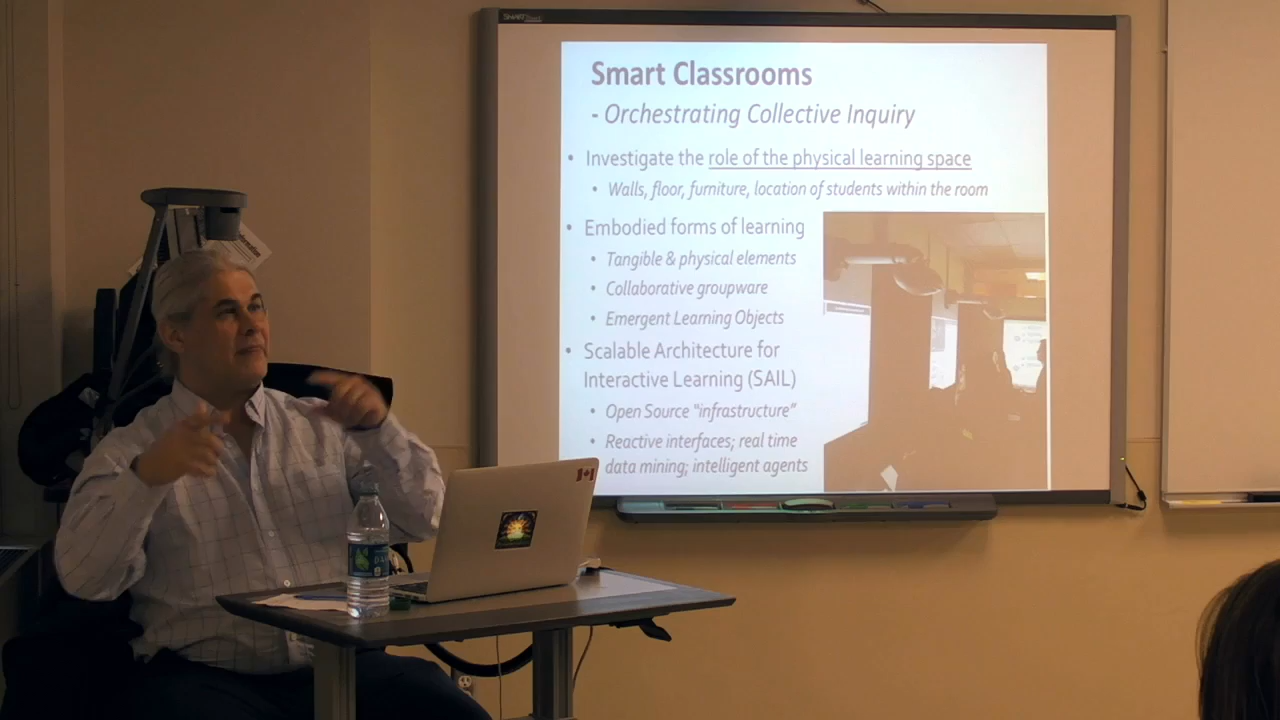 SMART Board
Smart Classrooms
- Orchestrating Collective Inquiry
• Investigate the role of the physical learning space
• Walls, floor, furniture, location of students within the room
• Embodied forms of learning
• Tangible & physical elements
• Collaborative groupware
• Emergent Learning Objects
• Scalable Architecture for
Interactive Learning (SAIL)
• Open Source "infrastructure"
• Reactive interfaces; real time
data mining; intelligent agents